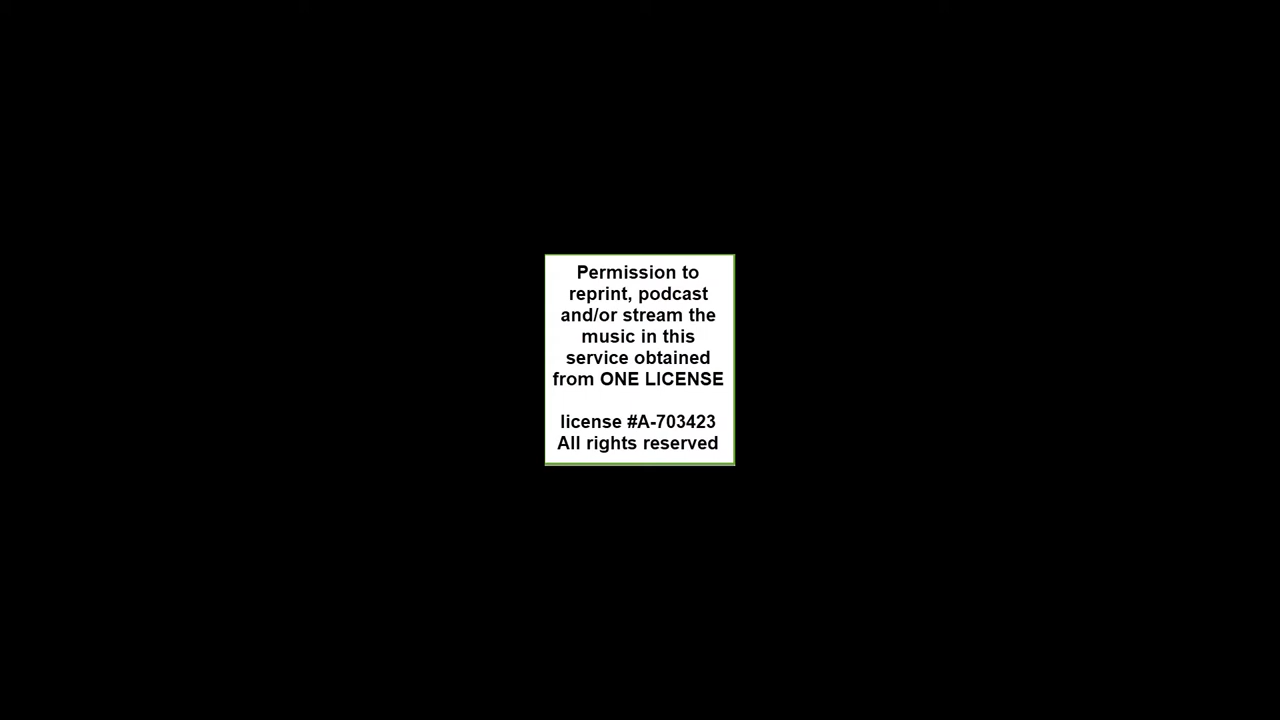 Permission to
reprint, podcast
and/or stream the
music in this
service obtained
from ONE LICENSE
license #A-703423
All rights reserved